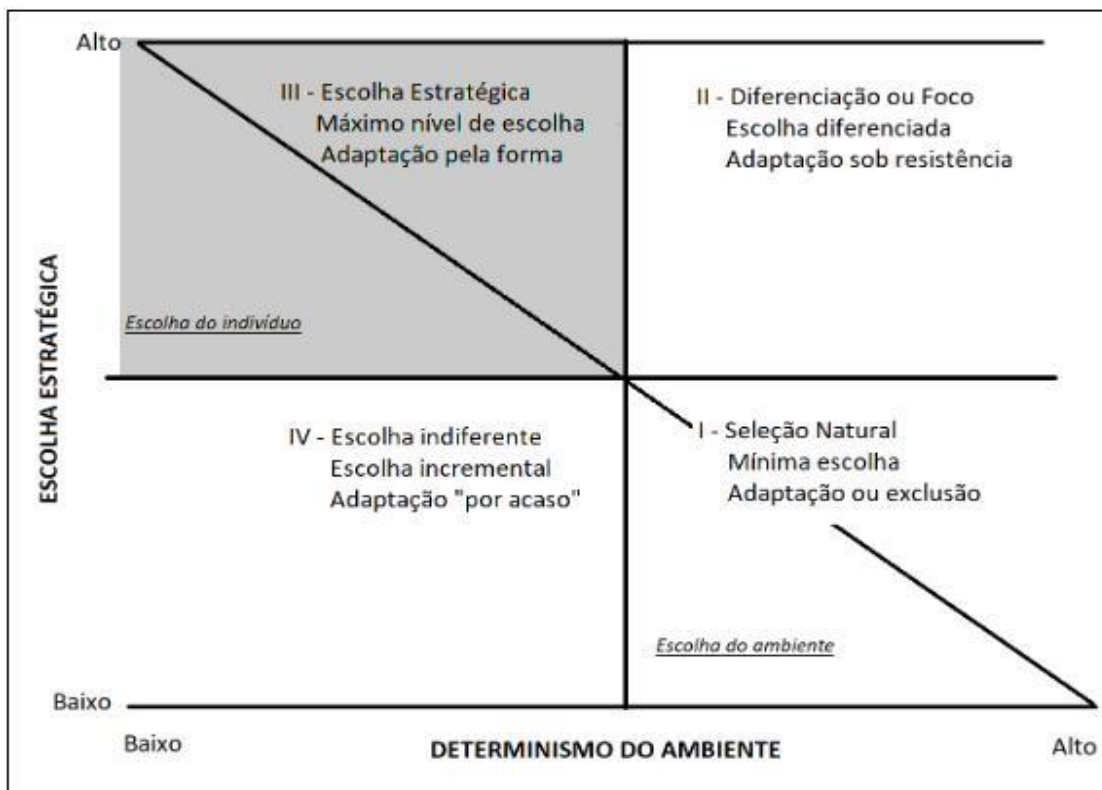 Alto
III - Escolha Estratégica
Máximo nível de escolha
Adaptação pela forma
II - Diferenciação ou Foco
Escolha diferenciada
Adaptação sob resistência
ESCOLHA ESTRATÉGICA
Escolha do indivíduo
IV - Escolha indiferente
Escolha incremental
Adaptação "por acaso"
I - Seleção Natural
Mínima escolha
Adaptação ou exclusão
Escolha do ambiente
Baixo
Baixo
DETERMINISMO DO AMBIENTE
Alto